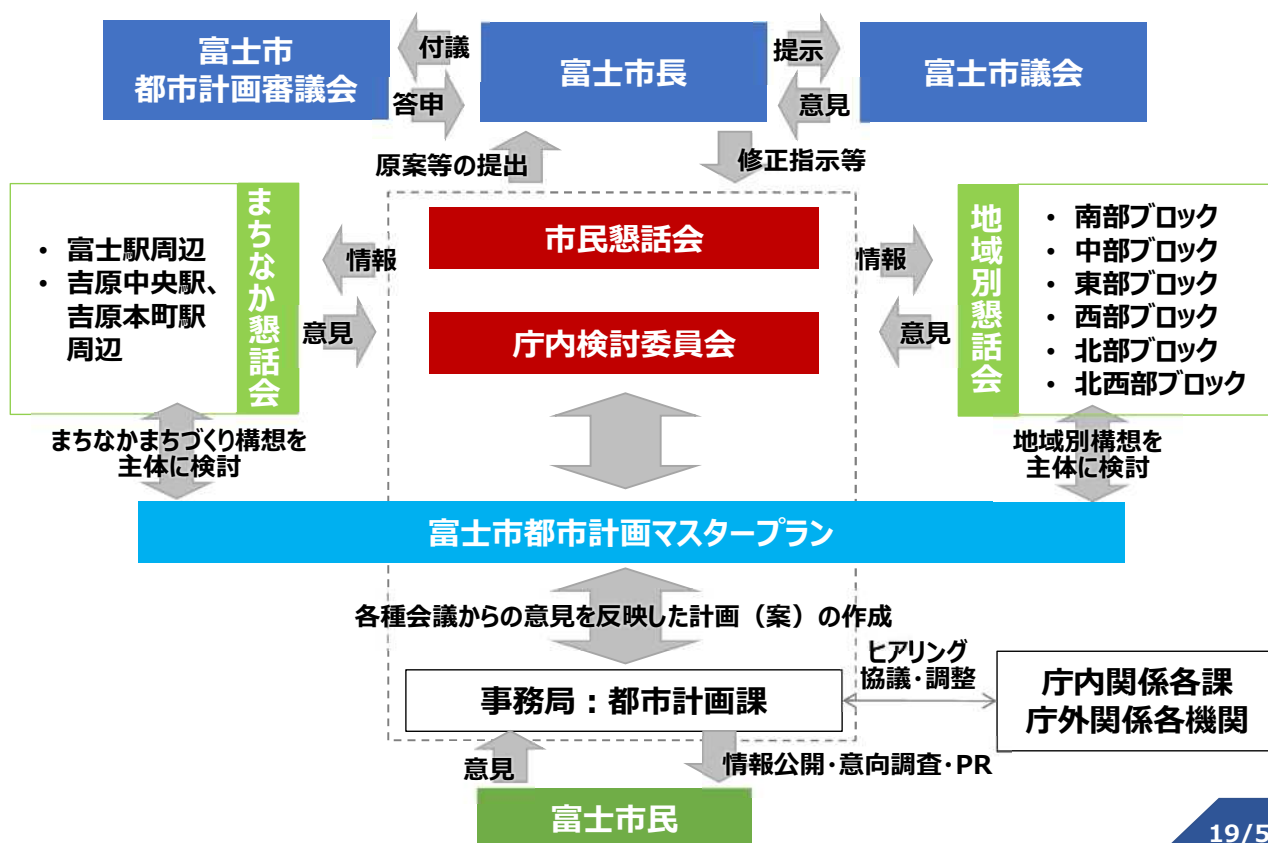 富士市
都市計画審議会
付議
答申
富士市長
提示
意見
富士市議会
原案等の提出
修正指示等
・ 富士駅周辺
・ 吉原中央駅、
吉原本町駅
周辺
まちなか懇話会
情報
意見
市民懇話会
庁内検討委員会
情報
意見
地域別懇話会
・ 南部ブロック
・ 中部ブロック
・ 東部ブロック
・ 西部ブロック
・ 北部ブロック
・ 北西部ブロック
まちなかまちづくり構想を
主体に検討
地域別構想を
主体に検討
富士市都市計画マスタープラン
各種会議からの意見を反映した計画（案）の作成
事務局：都市計画課
ヒアリング
協議・調整
庁内関係各課
庁外関係各機関
意見
情報公開・意向調査・PR
富士市民
19/5